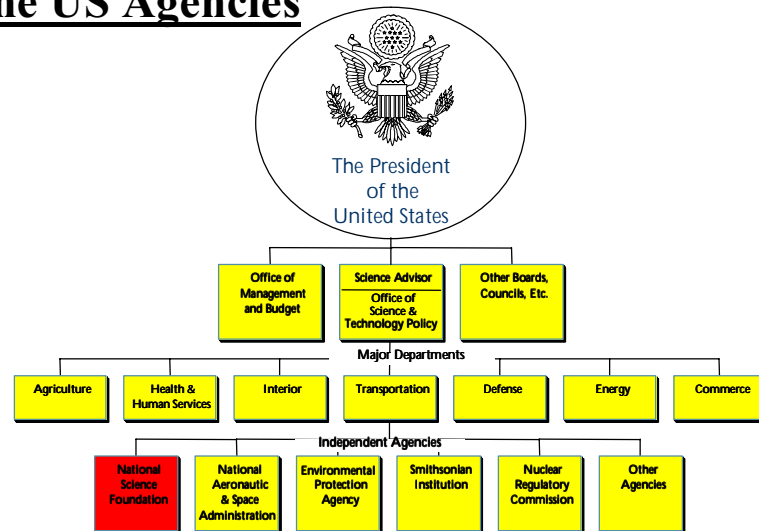 he US Agencies
The President
of the
United States
Office of
Management
and Budget
Science Advisor
Office of
Science &
Technology Policy
Other Boards,
Councils, Etc.
Major Departments
Agriculture
Health &
Human Services
Interior
Transportation
Defense
Energy
Commerce
Independent Agencies
National
Science
Foundation
National
Aeronautic
& Space
Administration
Environmental
Protection
Agency
Smithsonian
Institution
Nuclear
Regulatory
Commission
Other
Agencies